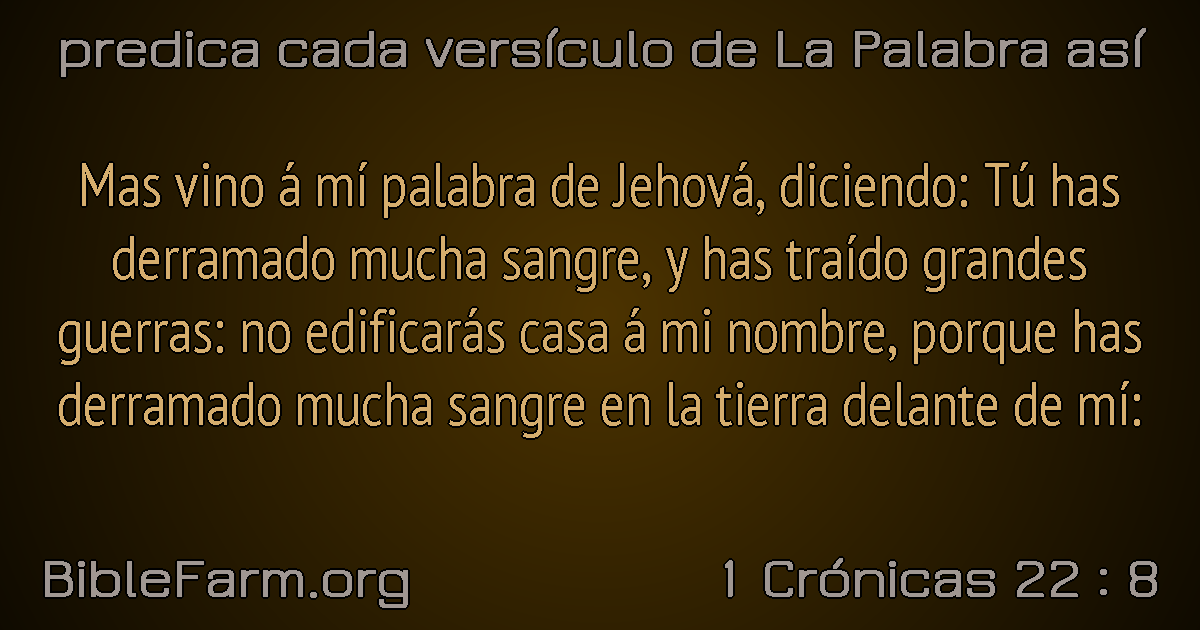 predica cada versículo de La Palabra así
Mas vino á mí palabra de Jehová, diciendo: Tú has
derramado mucha sangre, y has traído grandes
guerras: no edificarás casa á mi nombre, porque has
derramado mucha sangre en la tierra delante de mí:
BibleFarm.org
1 Crónicas 22 : 8